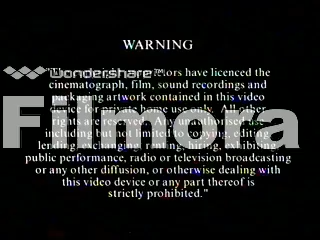 WARNING
"The copyright proprietors have licenced the
cinematograph, film, sound recordings and
packaging artwork contained in this video
device for private home use only. All other
rights are reserved. Any unauthorised use
including but not limited to copying, editing,
lending, exchanging, renting, hiring, exhibiting
public performance, radio or television broadcasting
or any other diffusion, or otherwise dealing with
this video device or any part thereof is
strictly prohibited."
Wondershare™
Filmora